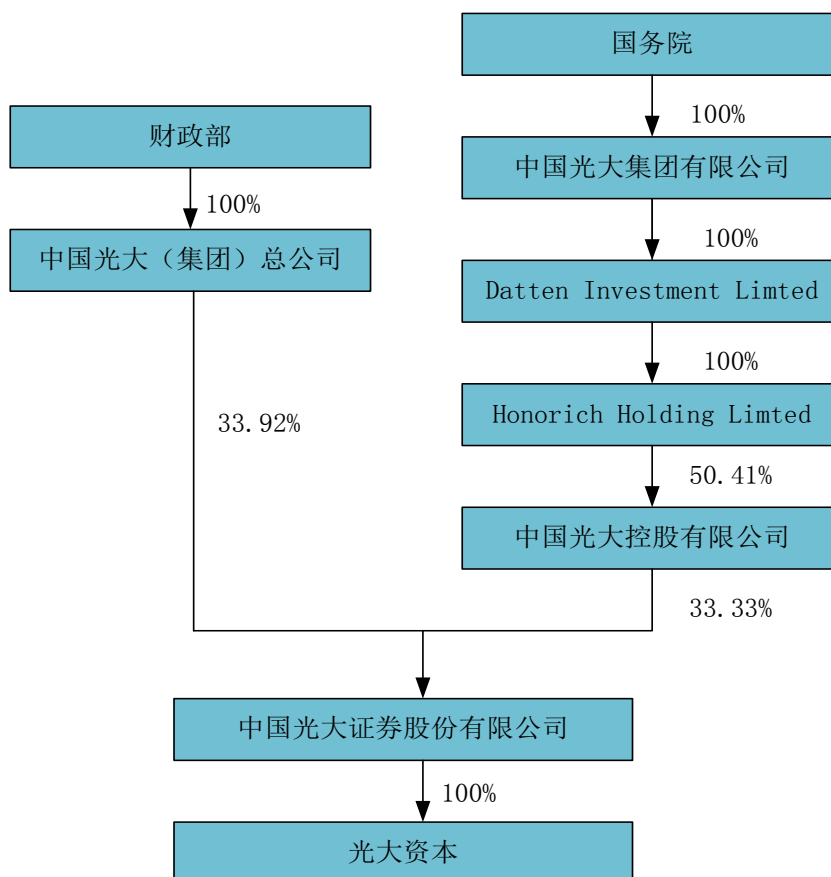 国务院
100%
财政部
中国光大集团有限公司
100%
100%
中国光大（集团）总公司
Datten Investment Limted
100%
33.92%
Honorich Holding Limted
50.41%
中国光大控股有限公司
33.33%
中国光大证券股份有限公司
100%
光大资本